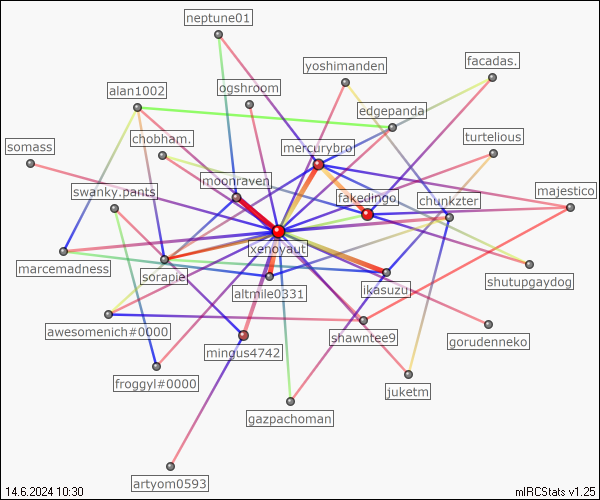 neptune01
yoshimanden
facadas.
alan1002
ogshroom
edgepanda
chobham.
turtelious
somass
mercurybro
moonraven
swanky.pants
fakedingo
chunkzter
majestico
xenoyaut
marcemadness
sorapie
ikasuzu
shutupgaydog
altmile0331
awesomenich#0000
shawntee9
gorudenneko
mingus4742
froggyl#0000
juketm
gazpachoman
artyom0593
14.6.2024 10:30
mIRCStats v1.25